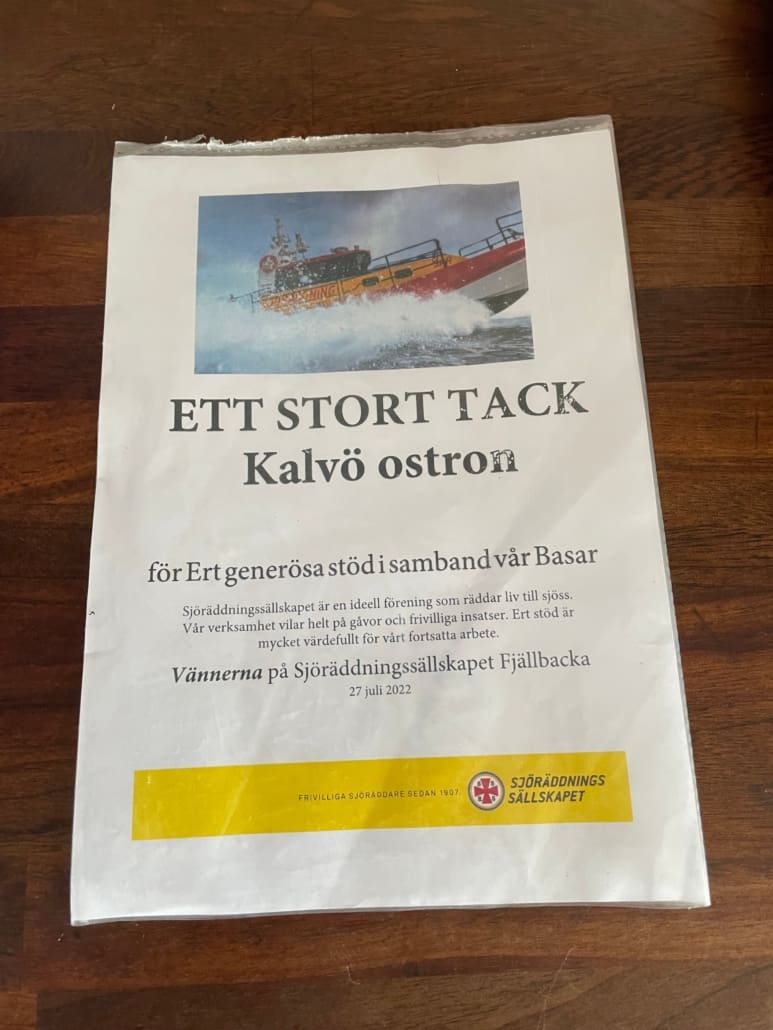 ETT STORT TACK
Kalvö ostron
för Ert generösa stöd i samband vår Basar
Sjöräddningssällskapet är en ideell förening som räddar liv till sjöss.
Vår verksamhet vilar helt på gåvor och frivilliga insatser. Ert stöd är
mycket värdefullt för vårt fortsatta arbete.
Vännerna på Sjöräddningssällskapet Fjällbacka
27 juli 2022
FRIVILLIGA SJÖRÄDDARE SEDAN 1907.
SJÖRÄDDNINGS
SÄLLSKAPET